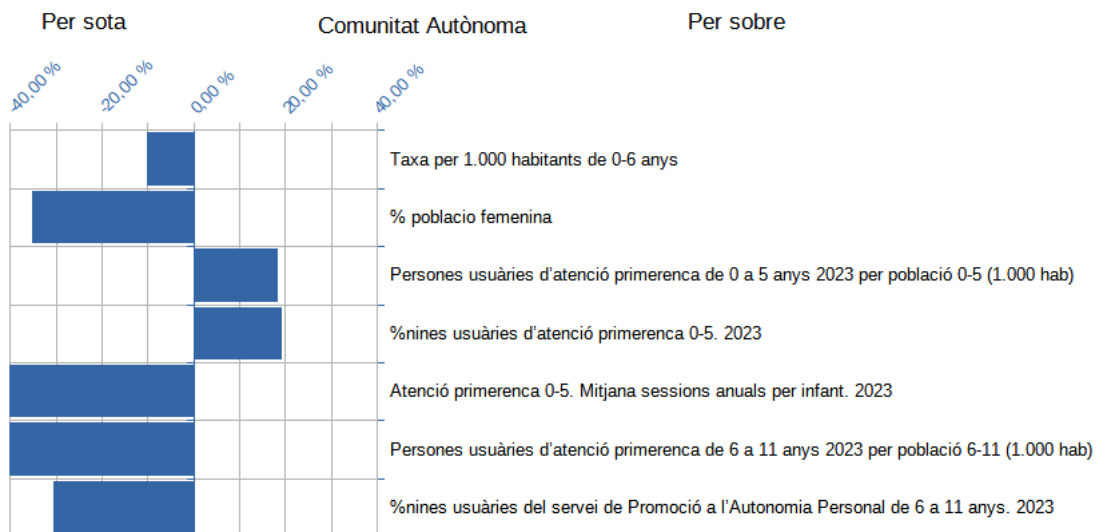 Per sota Comunitat Autònoma Per sobre
-40,00 % -20,00 % 0,00 % 20,00 % 40,00 %
Taxa per 1.000 habitants de 0-6 anys
% poblacio femenina
Persones usuàries d’atenció primerenca de 0 a 5 anys 2023 per població 0-5 (1.000 hab)
%nines usuàries d’atenció primerenca 0-5. 2023
Atenció primerenca 0-5. Mitjana sessions anuals per infant. 2023
Persones usuàries d’atenció primerenca de 6 a 11 anys 2023 per població 6-11 (1.000 hab)
%nines usuàries del servei de Promoció a l’Autonomia Personal de 6 a 11 anys. 2023